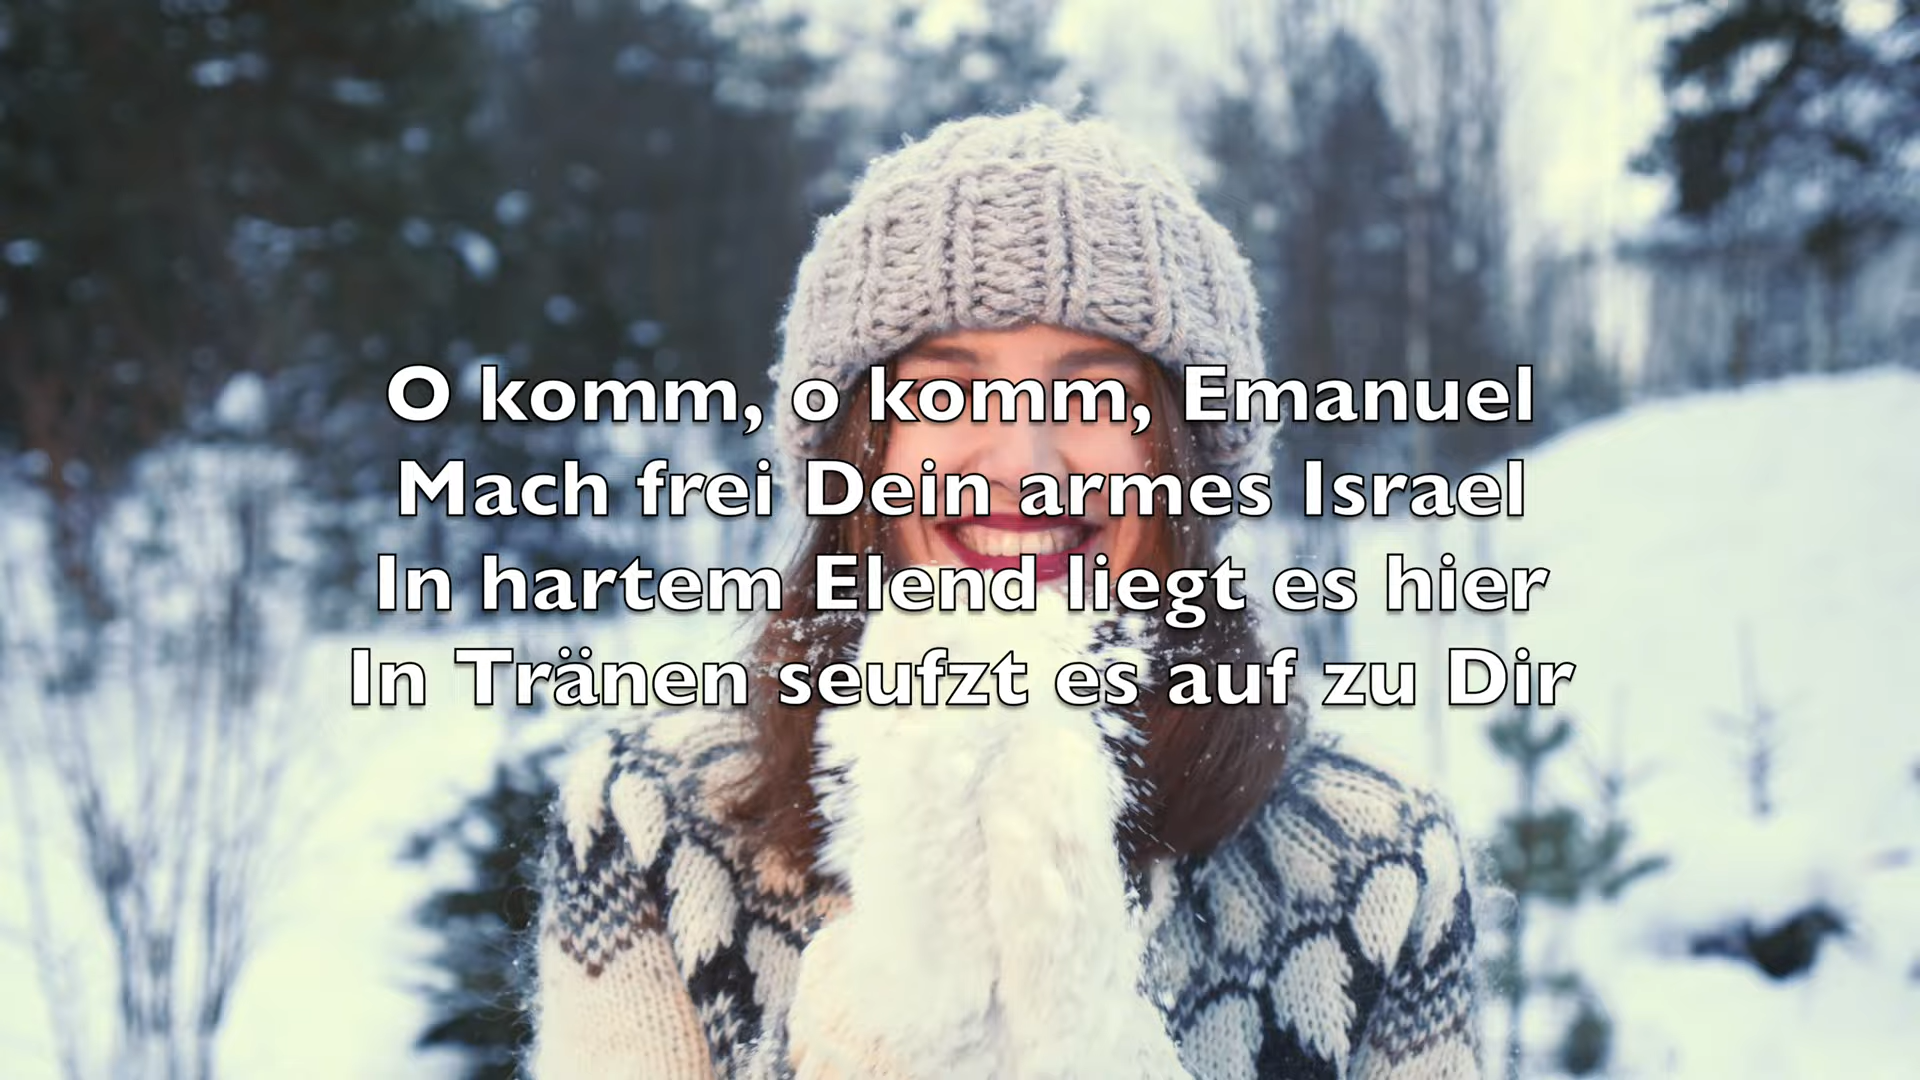 O komm, o komm, Emanuel
Mach frei Dein armes Israel
In hartem Elend liegt es hier
In Tränen seufzt es auf zu Dir